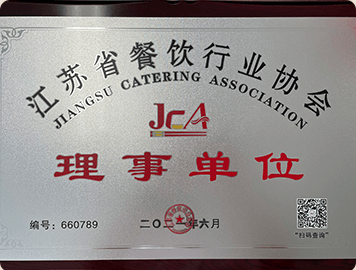 江苏省餐饮行业协会
JIANGSU CATERING ASSOCIATION
JCA
理事单位
编号：660789
二〇二一年六月
"扫码查询"